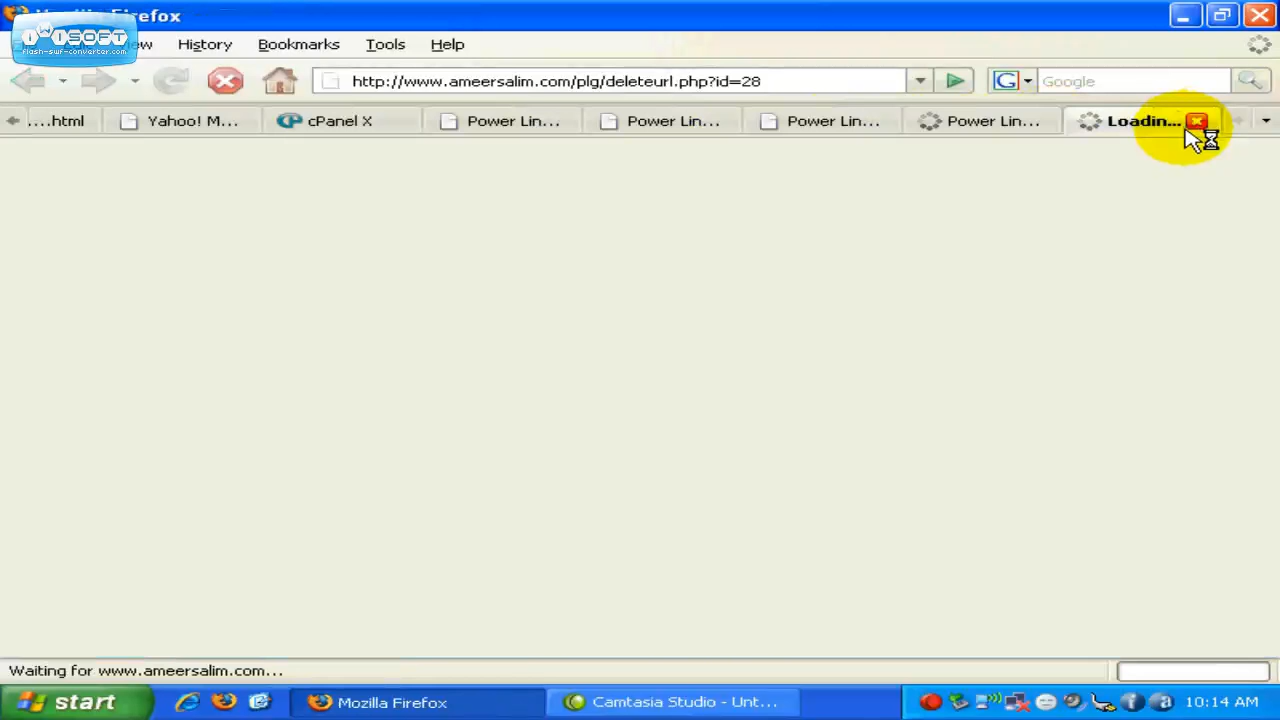 Mozilla Firefox
iWiSOFT
flash-swf-converter.com
History
Bookmarks
Tools
Help
http://www.ameersalim.com/plg/deleteurl.php?id=28
Google
....html
Yahoo! M...
cPanel X
Power Lin...
Power Lin...
Power Lin...
Power Lin...
Loadin...
Waiting for www.ameersalim.com...
start
Mozilla Firefox
Camtasia Studio - Unt...
10:14 AM